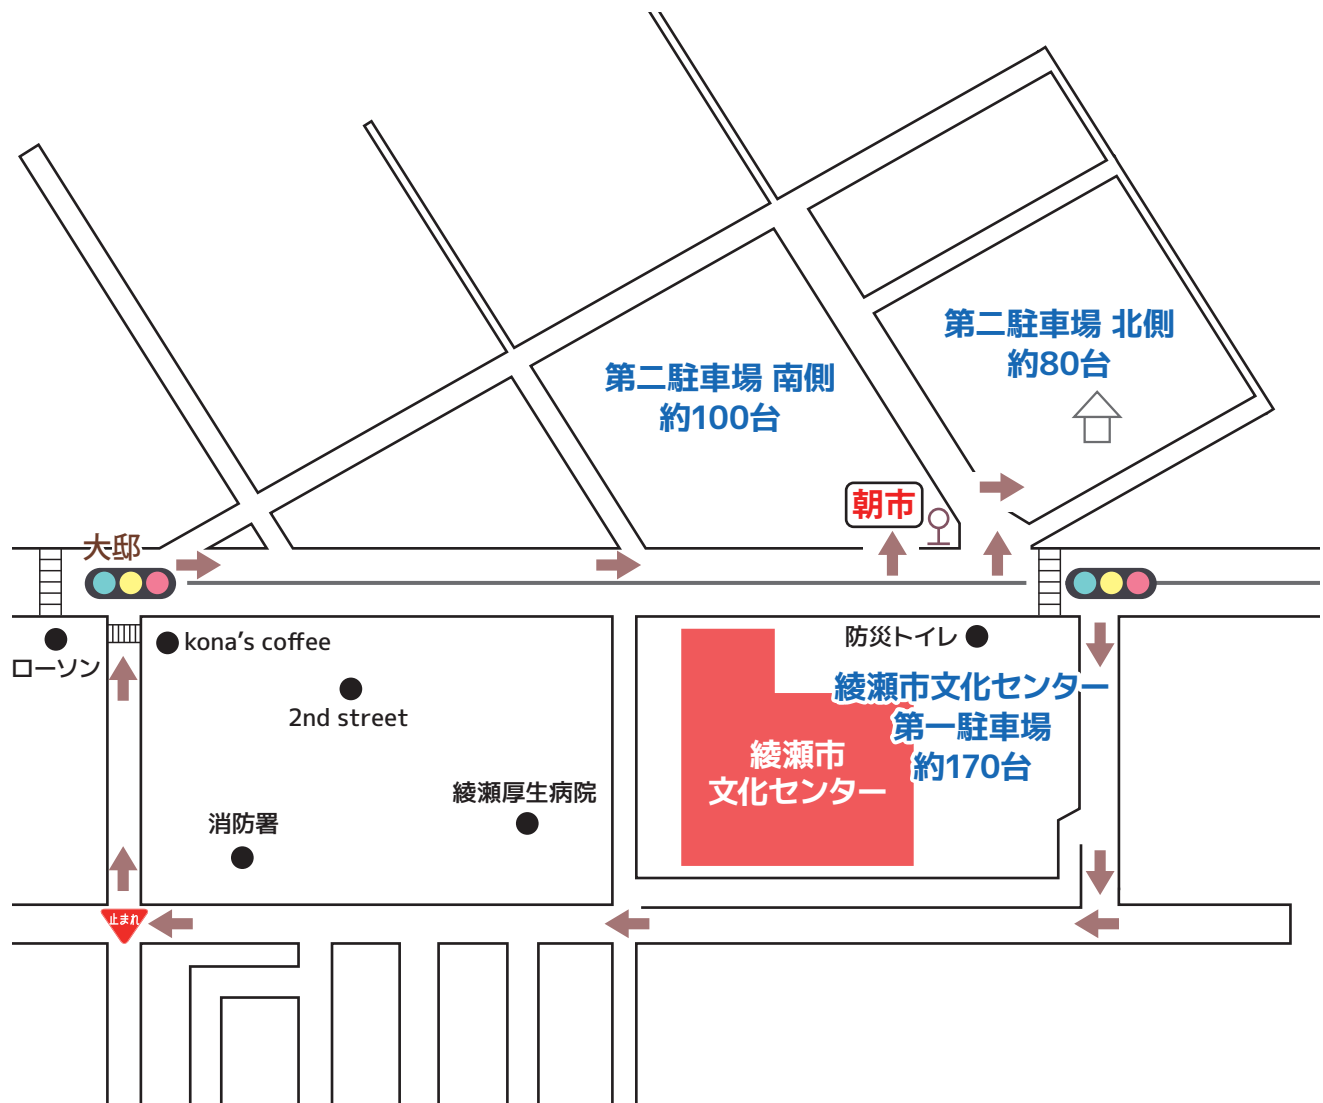 第二駐車場 北側
約80台
第二駐車場 南側
約100台
朝市
大邸
kona's coffee
ローソン
2nd street
防災トイレ
綾瀬市文化センター
第一駐車場
約170台
綾瀬市
文化センター
綾瀬厚生病院
消防署
止まれ